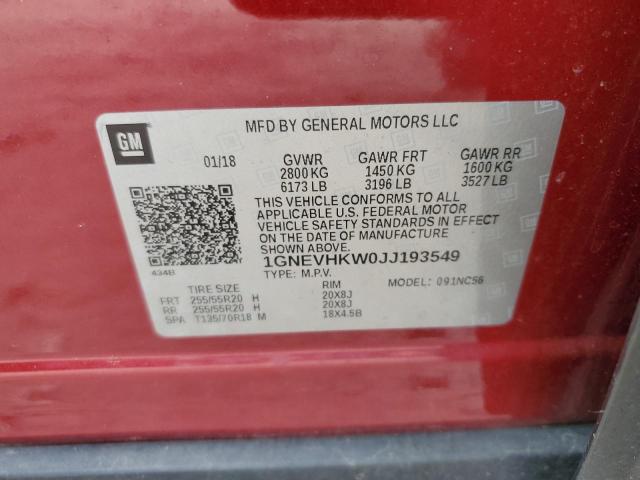 MFD BY GENERAL MOTORS LLC
GM
01/18 GVWR GAWR FRT GAWR RR
2800 KG 1450 KG 1600 KG
6173 LB 3196 LB 3527 LB
THIS VEHICLE CONFORMS TO ALL
APPLICABLE U.S. FEDERAL MOTOR
VEHICLE SAFETY STANDARDS IN EFFECT
ON THE DATE OF MANUFACTURE
SHOWN ABOVE.
1GNEVHKW0JJ193549
434B TYPE: M.P.V. MODEL: 091NC56
TIRE SIZE RIM
FRT 255/55R20 H 20X8J
RR 255/55R20 H 20X8J
SPA T135/70R18 M 18X4.5B